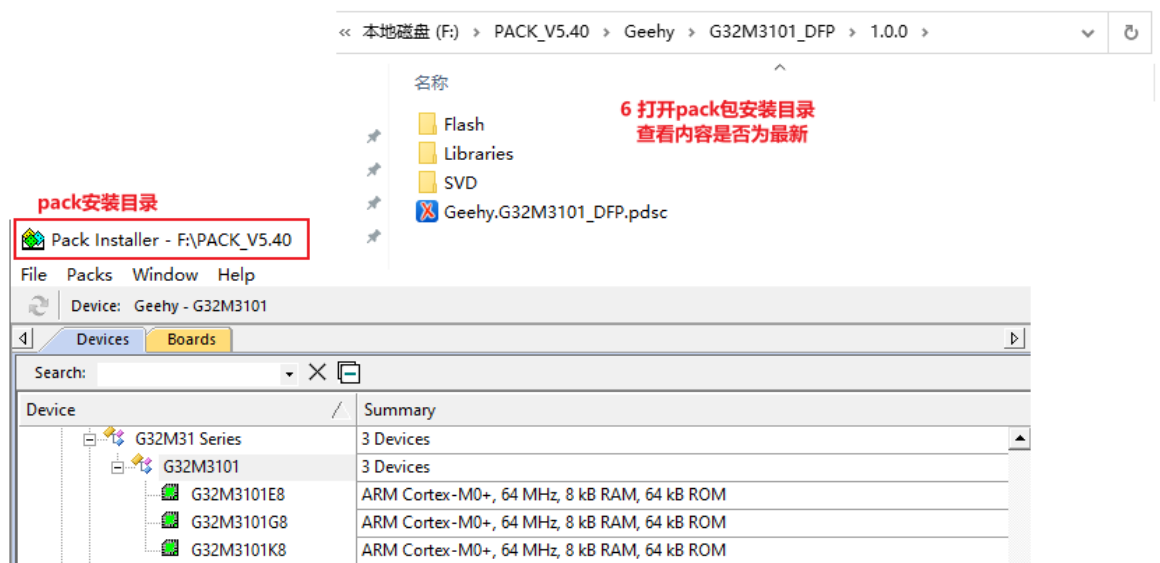 « 本地磁盘 (F:) › PACK_V5.40 › Geehy › G32M3101_DFP › 1.0.0 ›
名称
6 打开pack包安装目录
查看内容是否为最新
Flash
Libraries
SVD
Geehy.G32M3101_DFP.pdsc
pack安装目录
Pack Installer - F:\PACK_V5.40
File Packs Window Help
Device: Geehy - G32M3101
Devices Boards
Search:
Device Summary
G32M31 Series 3 Devices
G32M3101 3 Devices
G32M3101E8 ARM Cortex-M0+, 64 MHz, 8 kB RAM, 64 kB ROM
G32M3101G8 ARM Cortex-M0+, 64 MHz, 8 kB RAM, 64 kB ROM
G32M3101K8 ARM Cortex-M0+, 64 MHz, 8 kB RAM, 64 kB ROM